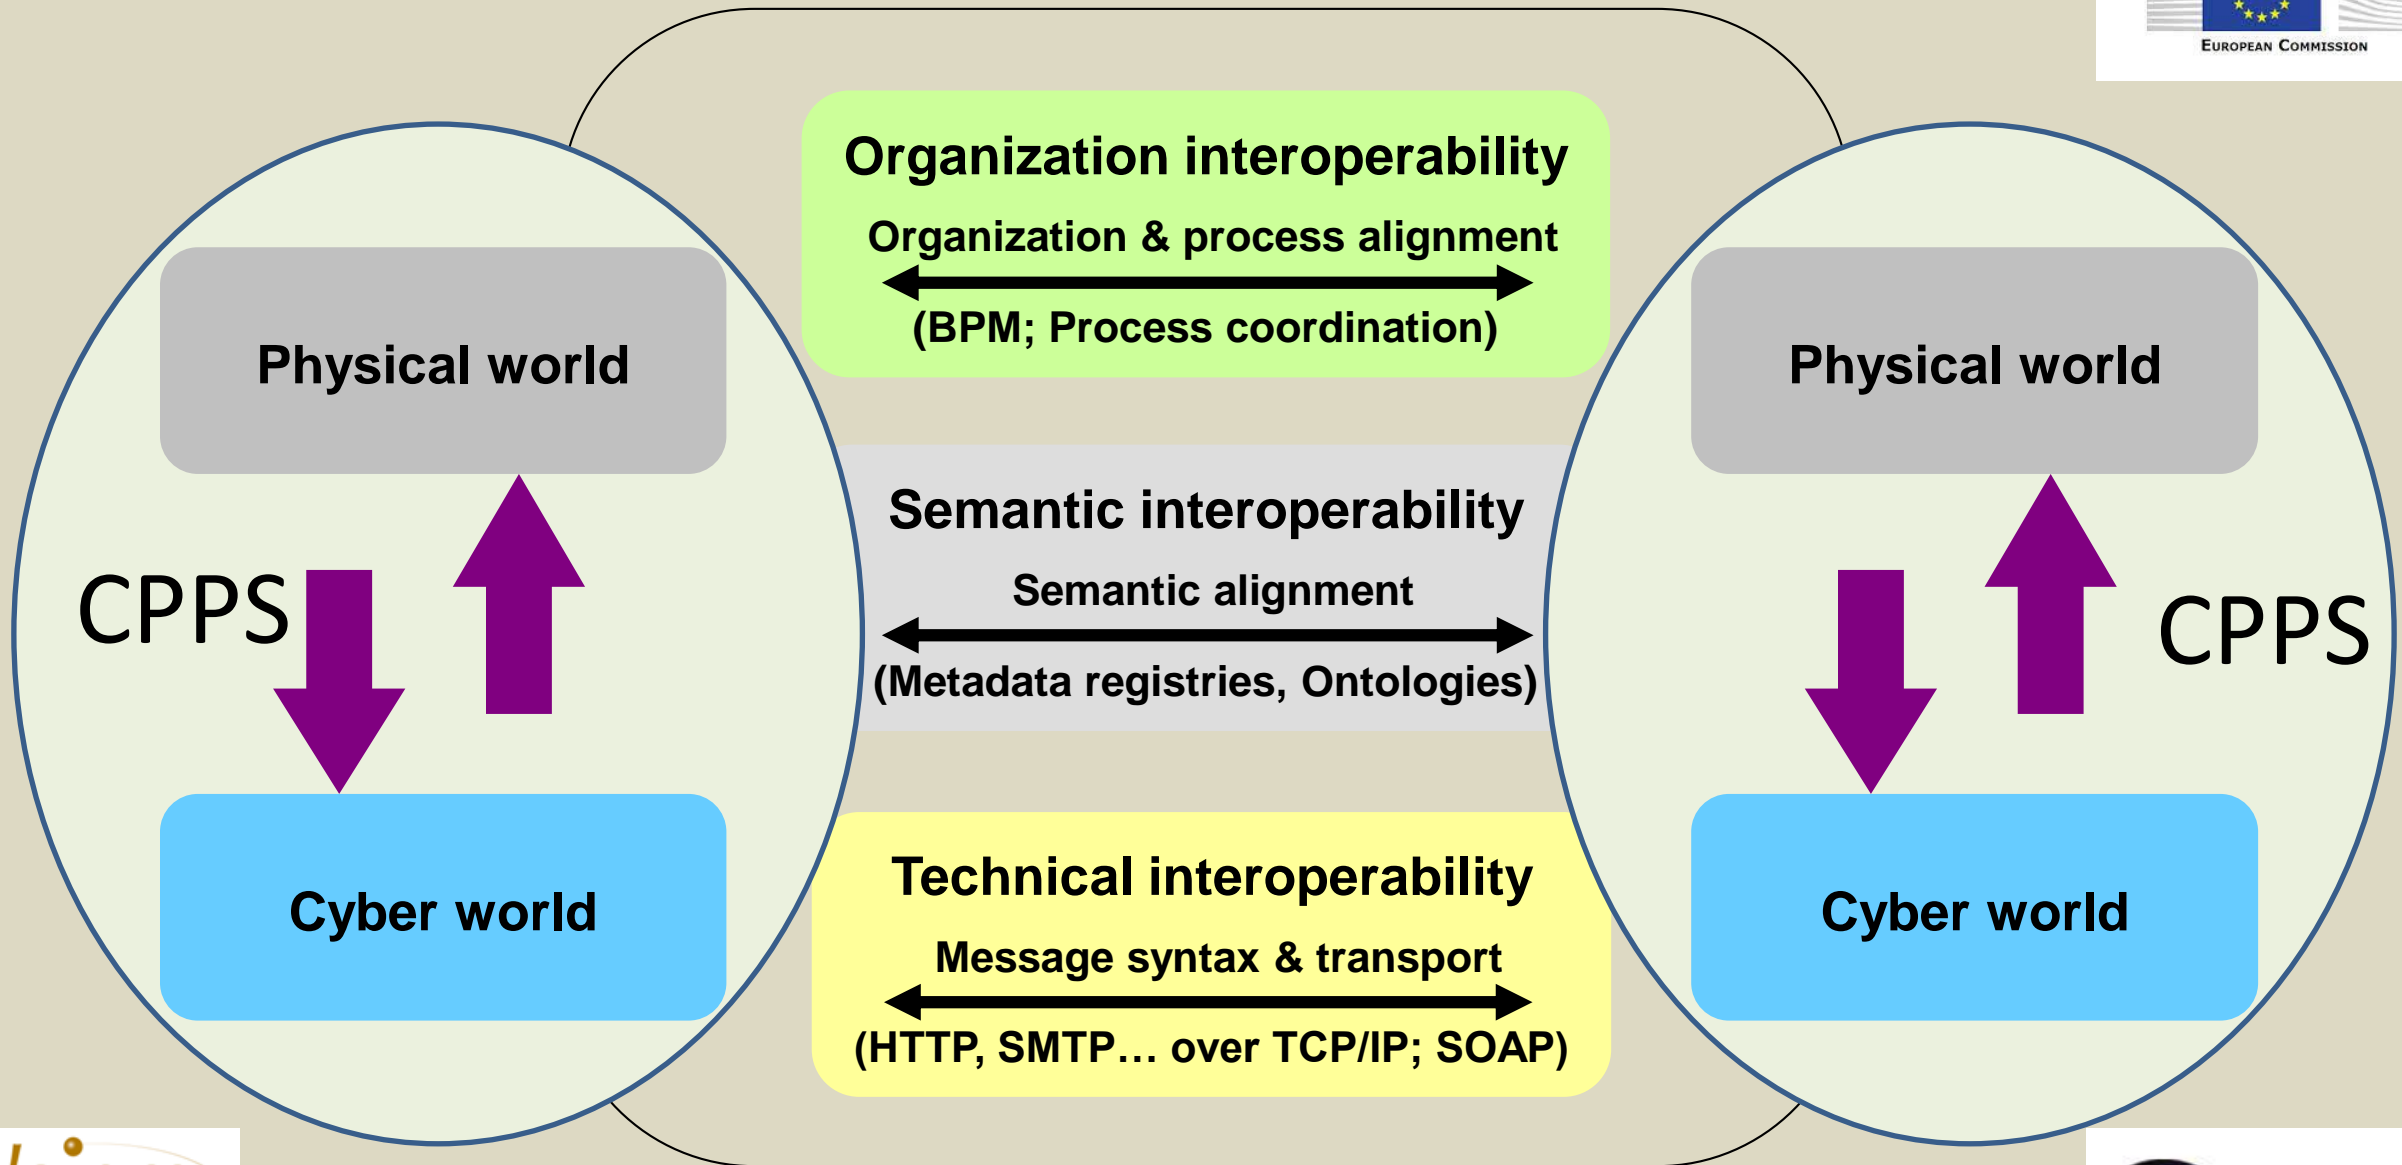 EUROPEAN COMMISSION
Organization interoperability
Organization & process alignment
(BPM; Process coordination)
Physical world
Physical world
Semantic interoperability
Semantic alignment
(Metadata registries, Ontologies)
CPPS
CPPS
Technical interoperability
Message syntax & transport
(HTTP, SMTP… over TCP/IP; SOAP)
Cyber world
Cyber world